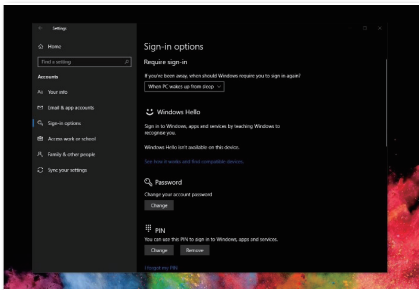 Settings
Home
Find a setting
Accounts
Your info
Email & app accounts
Sign-in options
Access work or school
Family & other people
Sync your settings
Sign-in options
Require sign-in
If you've been away, when should Windows require you to sign in again?
When PC wakes up from sleep
Windows Hello
Sign in to Windows, apps and services by teaching Windows to
recognise you.
Windows Hello isn't available on this device.
See how it works and find compatible devices.
Password
Change your account password
Change
PIN
You can use this PIN to sign in to Windows, apps and services.
Change Remove
I forgot my PIN